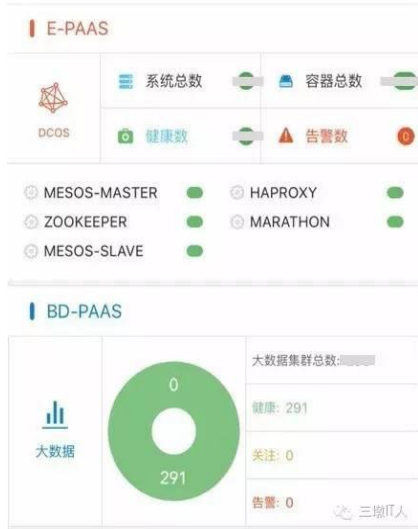 E-PAAS
DCOS
系统总数
容器总数
健康数
告警数 0
MESOS-MASTER
HAPROXY
ZOOKEEPER
MARATHON
MESOS-SLAVE
BD-PAAS
大数据
0
291
大数据集群总数:
健康: 291
关注: 0
告警: 0
三墩IT人